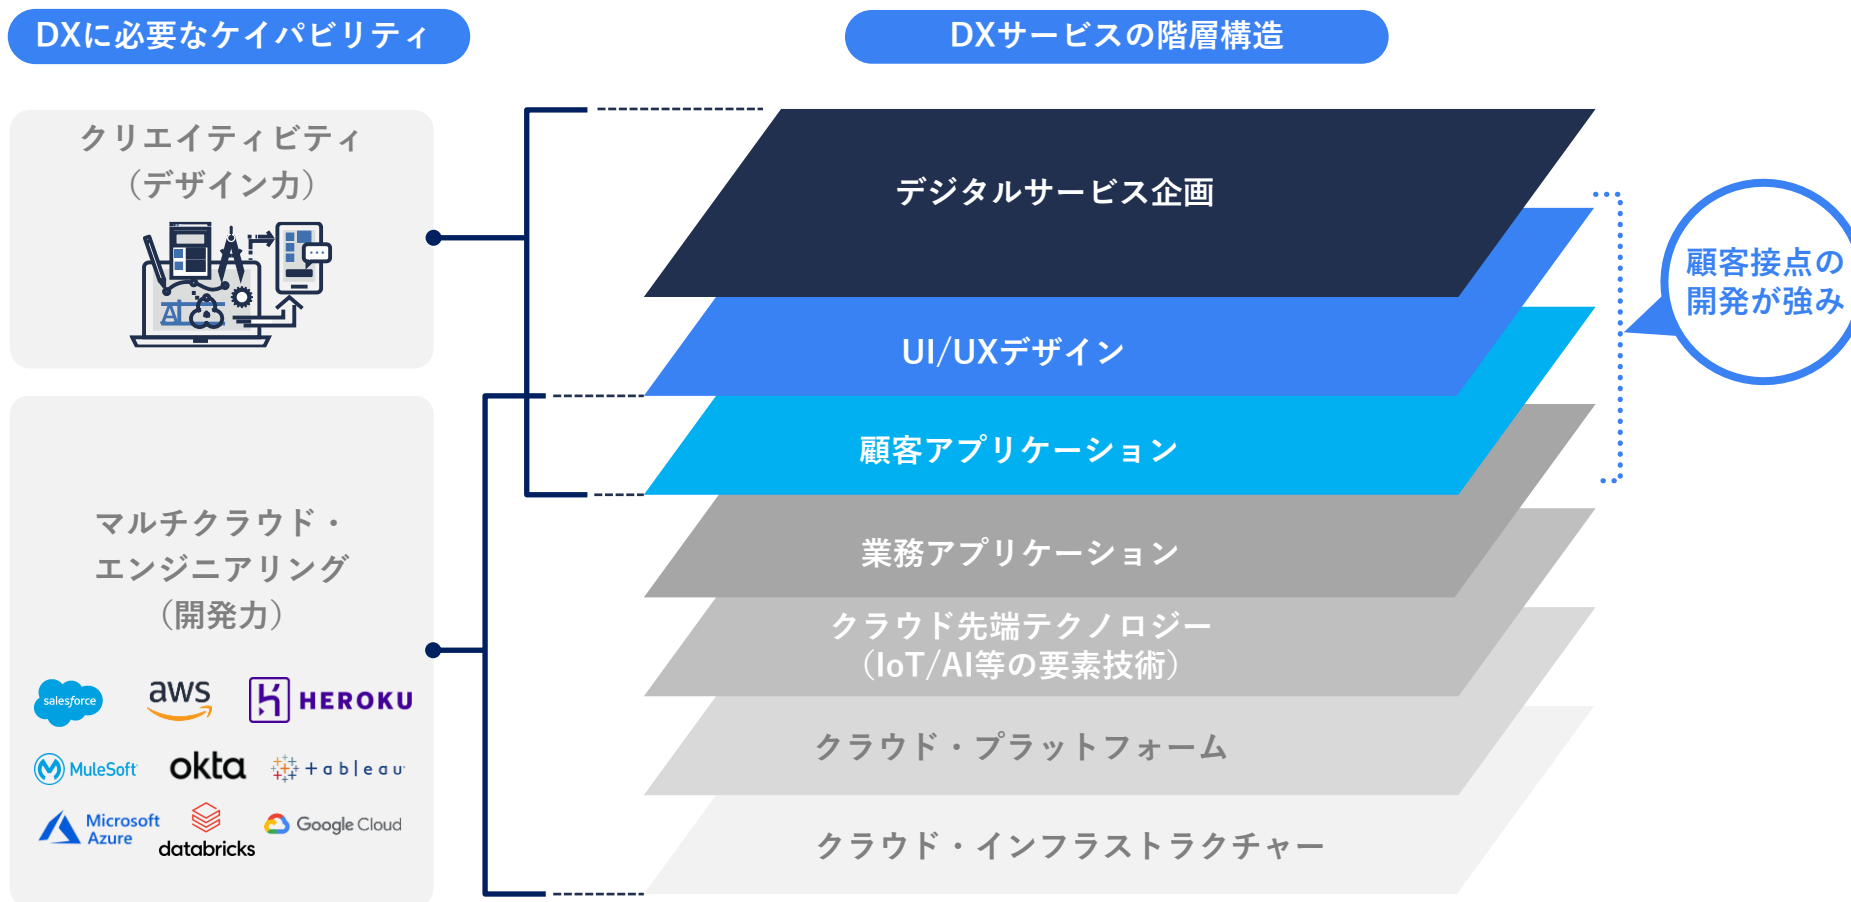 DXに必要なケイパビリティ
DXサービスの階層構造
クリエイティビティ
（デザイン力）
AI
マルチクラウド・
エンジニアリング
（開発力）
salesforce
aws
HEROKU
MuleSoft
okta
+ableau
Microsoft
Azure
databricks
Google Cloud
デジタルサービス企画
UI/UXデザイン
顧客アプリケーション
業務アプリケーション
クラウド先端テクノロジー
（IoT/AI等の要素技術）
クラウド・プラットフォーム
クラウド・インフラストラクチャー
顧客接点の
開発が強み